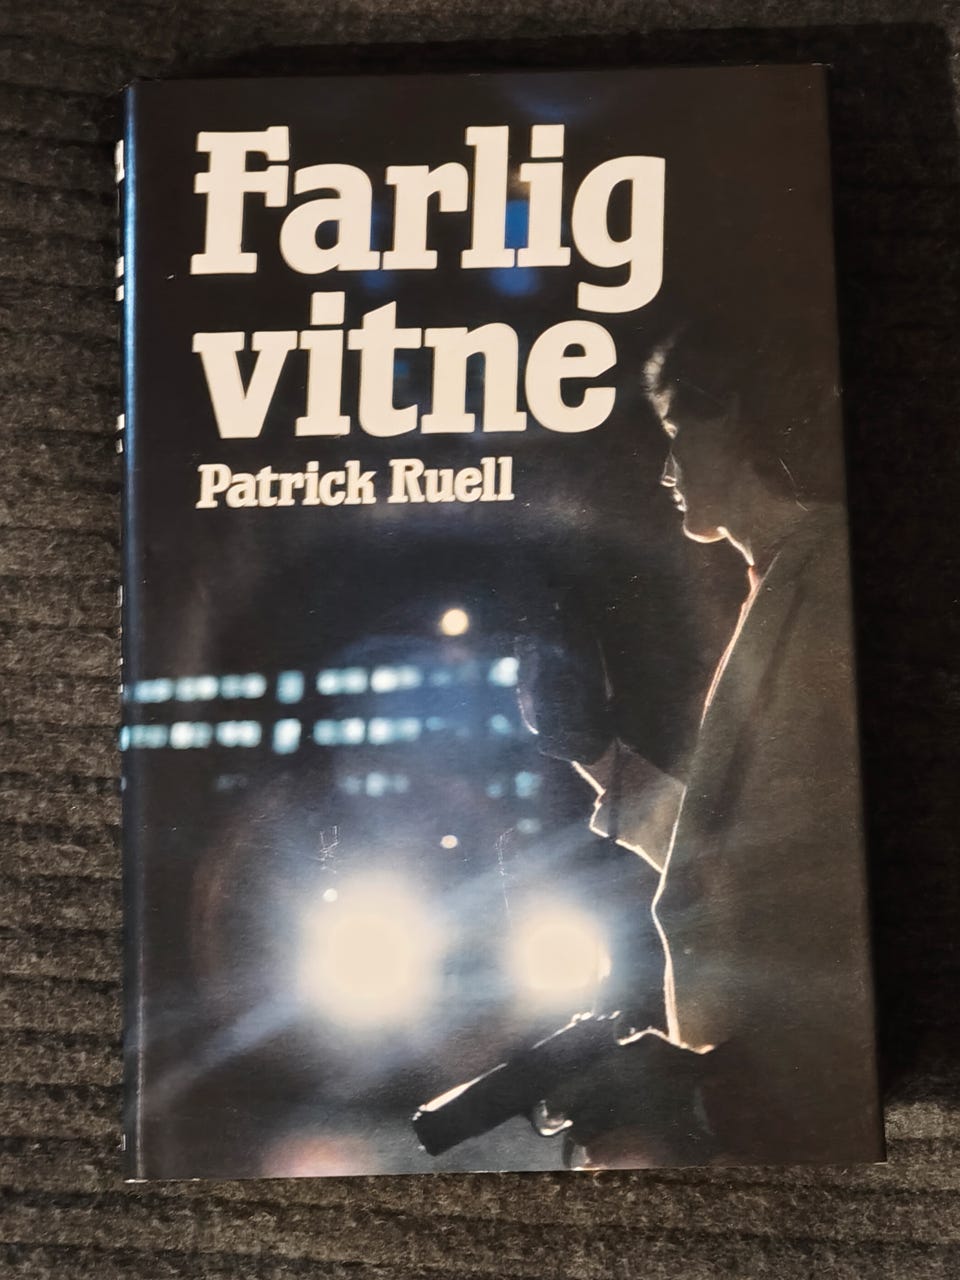 Farlig
vitne
Patrick Ruell